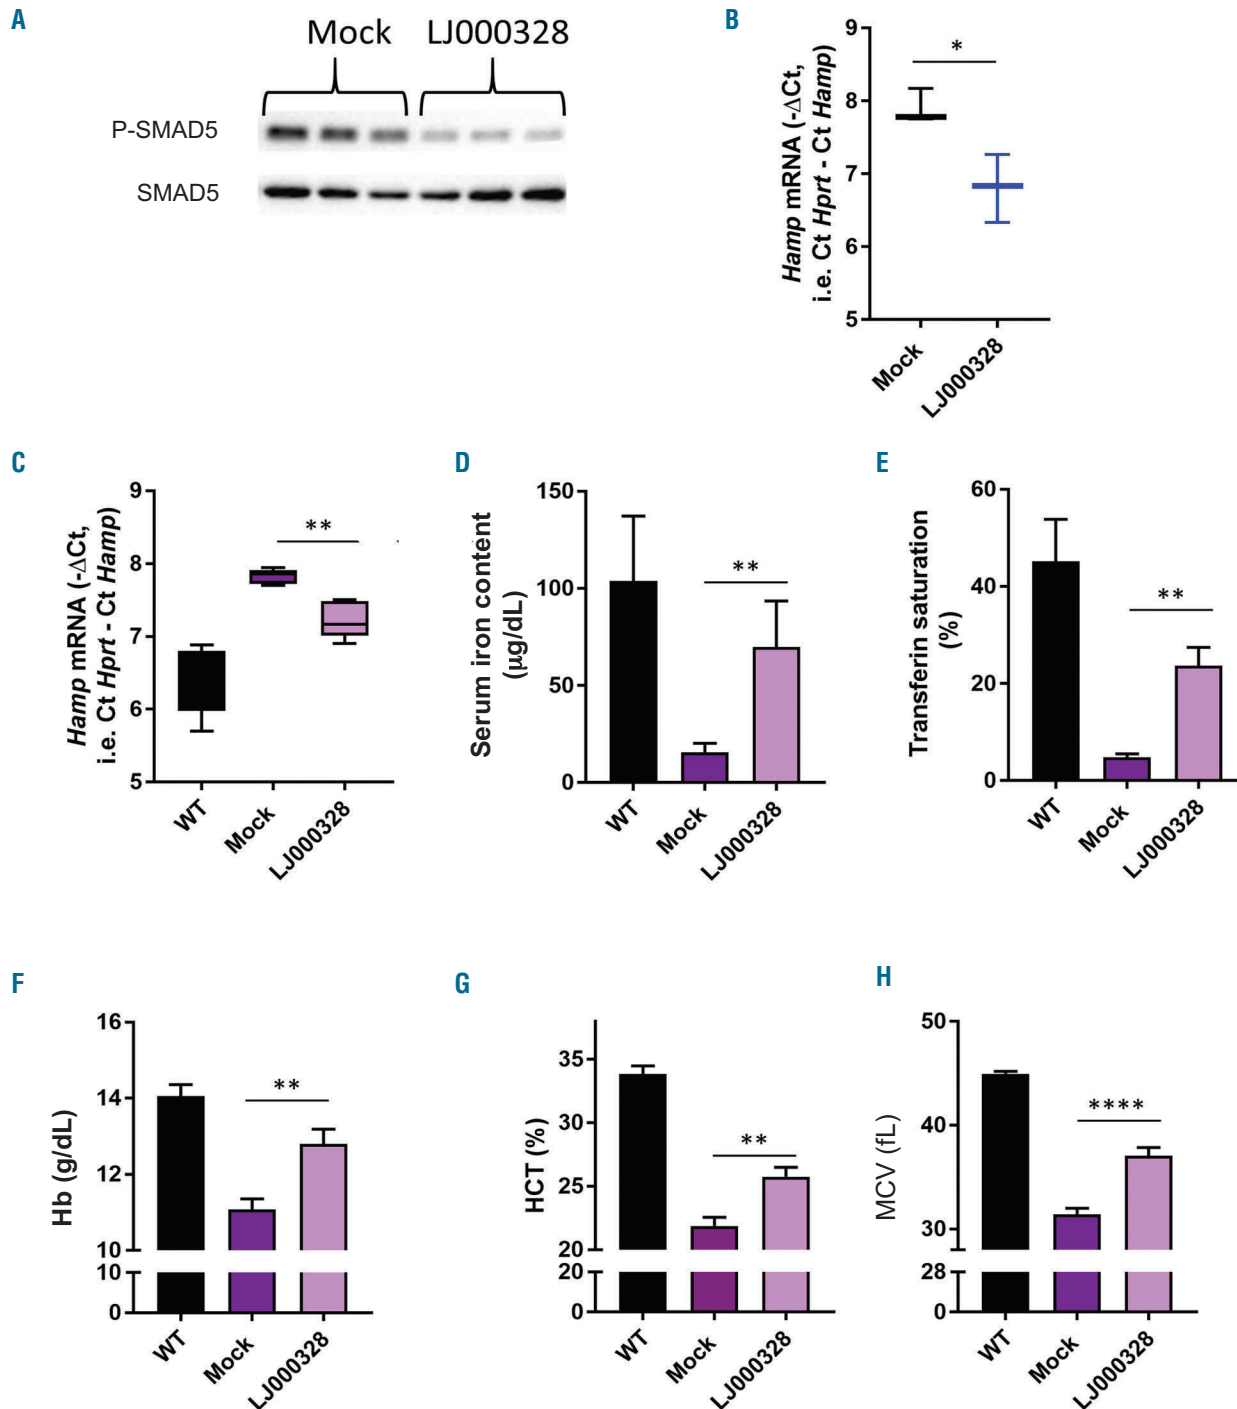 A
Mock LJ000328
P-SMAD5
SMAD5
B
Hamp mRNA (-ΔCt,
i.e. Ct Hprt - Ct Hamp)
9
8
7
6
5
*
Mock
LJ000328
C
Hamp mRNA (-ΔCt,
i.e. Ct Hprt - Ct Hamp)
9
8
7
6
5
**
WT
Mock
LJ000328
D
Serum iron content
(µg/dL)
150
100
50
0
**
WT
Mock
LJ000328
E
Transferin saturation
(%)
60
40
20
0
**
WT
Mock
LJ000328
F
Hb (g/dL)
16
14
12
10
10
0
**
WT
Mock
LJ000328
G
HCT (%)
35
30
25
20
20
0
**
WT
Mock
LJ000328
H
MCV (fL)
50
40
30
28
0
****
WT
Mock
LJ000328